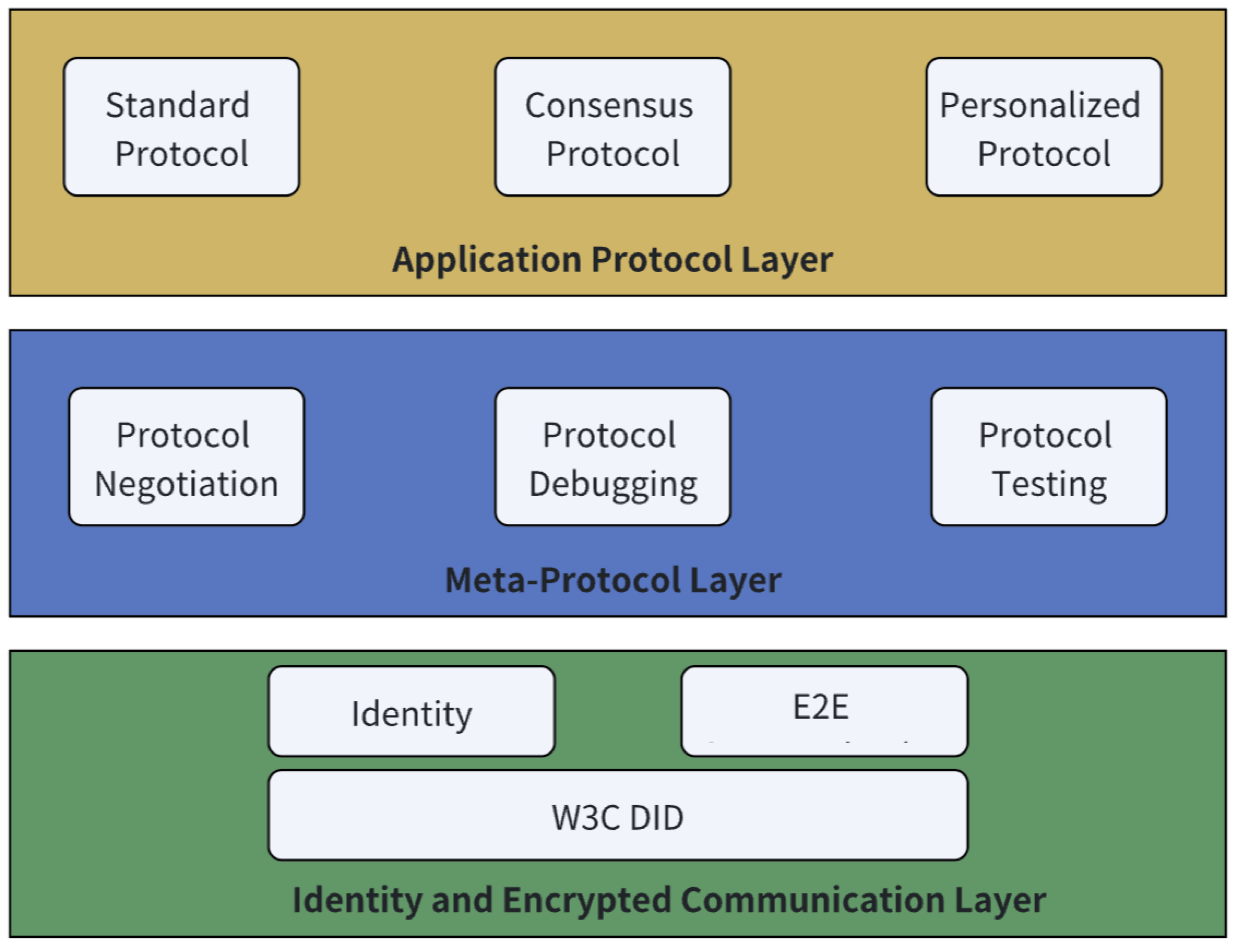 Standard
Protocol
Consensus
Protocol
Personalized
Protocol
Application Protocol Layer
Protocol
Negotiation
Protocol
Debugging
Protocol
Testing
Meta-Protocol Layer
Identity
E2E
W3C DID
Identity and Encrypted Communication Layer